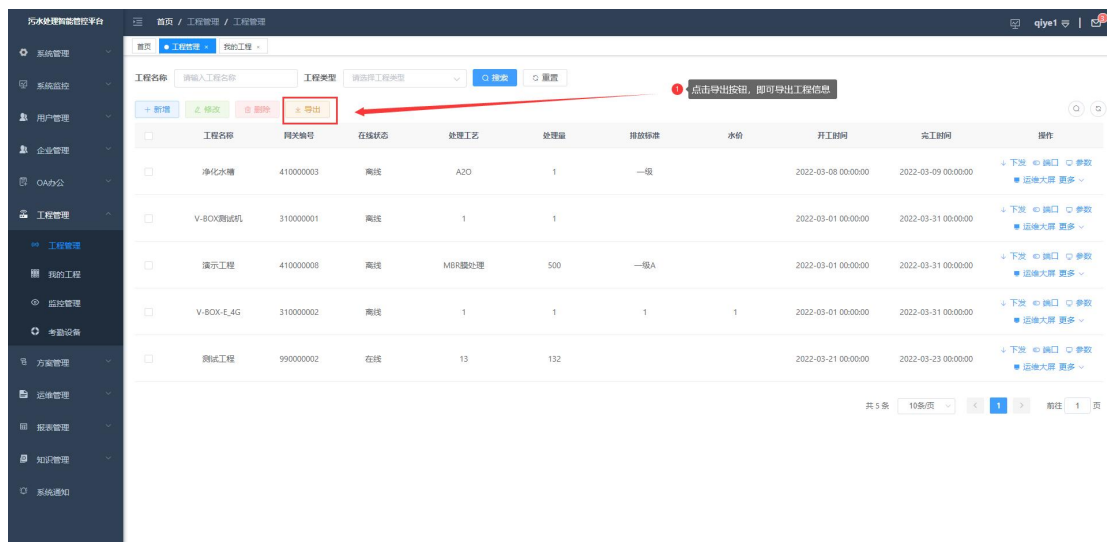 污水处理智能管控平台
首页 / 工程管理 / 工程管理
qiye1
3
首页 工程管理 × 我的工程 ×
系统管理
系统监控
用户管理
企业管理
OA办公
工程管理
工程管理
我的工程
监控管理
考勤设备
方案管理
运维管理
报表管理
知识管理
系统通知
工程名称 请输入工程名称 工程类型 请选择工程类型 搜索 重置
1 点击导出按钮,即可导出工程信息
+ 新增 修改 删除 导出
工程名称 网关编号 在线状态 处理工艺 处理量 排放标准 水价 开工时间 完工时间 操作
净化水槽 410000003 离线 A2O 1 一级 2022-03-08 00:00:00 2022-03-09 00:00:00 下发 端口 参数
运维大屏 更多
V-BOX测试机 310000001 离线 1 1 2022-03-01 00:00:00 2022-03-31 00:00:00 下发 端口 参数
运维大屏 更多
演示工程 410000008 离线 MBR膜处理 500 一级A 2022-03-01 00:00:00 2022-03-31 00:00:00 下发 端口 参数
运维大屏 更多
V-BOX-E_4G 310000002 离线 1 1 1 1 2022-03-01 00:00:00 2022-03-31 00:00:00 下发 端口 参数
运维大屏 更多
测试工程 990000002 在线 13 132 2022-03-21 00:00:00 2022-03-23 00:00:00 下发 端口 参数
运维大屏 更多
共 5 条 10条/页 < 1 > 前往 1 页